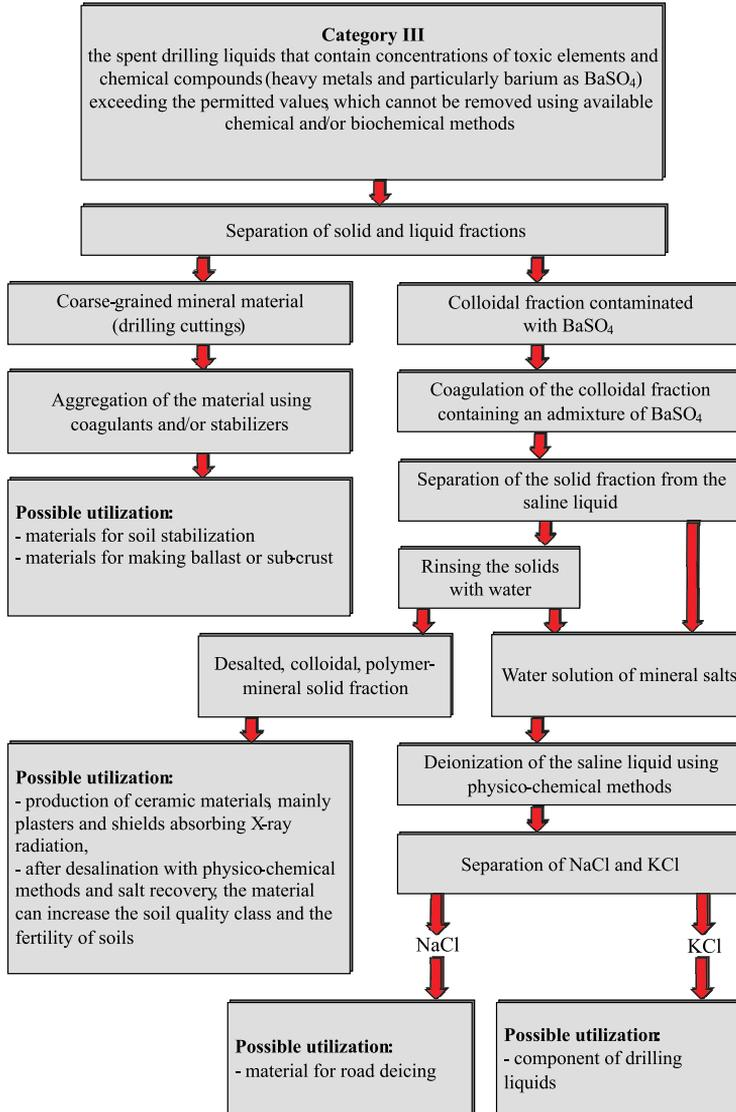 Category III
the spent drilling liquids that contain concentrations of toxic elements and
chemical compounds (heavy metals and particularly barium as BaSO₄)
exceeding the permitted values, which cannot be removed using available
chemical and/or biochemical methods
Separation of solid and liquid fractions
Coarse-grained mineral material
(drilling cuttings)
Colloidal fraction contaminated
with BaSO₄
Aggregation of the material using
coagulants and/or stabilizers
Coagulation of the colloidal fraction
containing an admixture of BaSO₄
Separation of the solid fraction from the
saline liquid
Possible utilization:
- materials for soil stabilization
- materials for making ballast or sub-crust
Rinsing the solids
with water
Desalted, colloidal, polymer-
mineral solid fraction
Water solution of mineral salts
Possible utilization:
- production of ceramic materials, mainly
plasters and shields absorbing X-ray
radiation,
- after desalination with physico-chemical
methods and salt recovery, the material
can increase the soil quality class and the
fertility of soils
Deionization of the saline liquid using
physico-chemical methods
Separation of NaCl and KCl
NaCl
KCl
Possible utilization:
- material for road deicing
Possible utilization:
- component of drilling
liquids